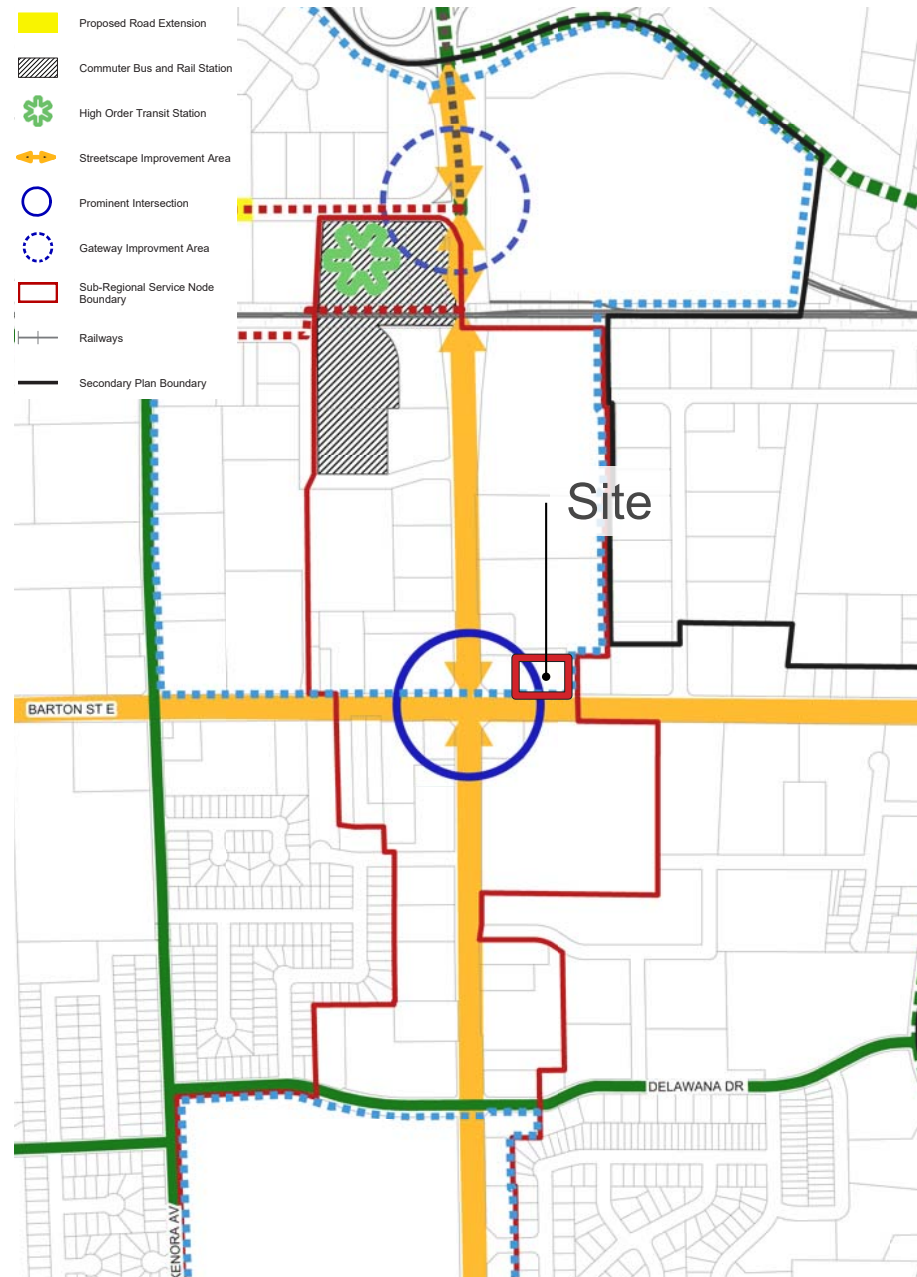 Proposed Road Extension
Commuter Bus and Rail Station
High Order Transit Station
Streetscape Improvement Area
Prominent Intersection
Gateway Improvment Area
Sub-Regional Service Node
Boundary
Railways
Secondary Plan Boundary
Site
BARTON ST E
DELAWANA DR
KENORA AV